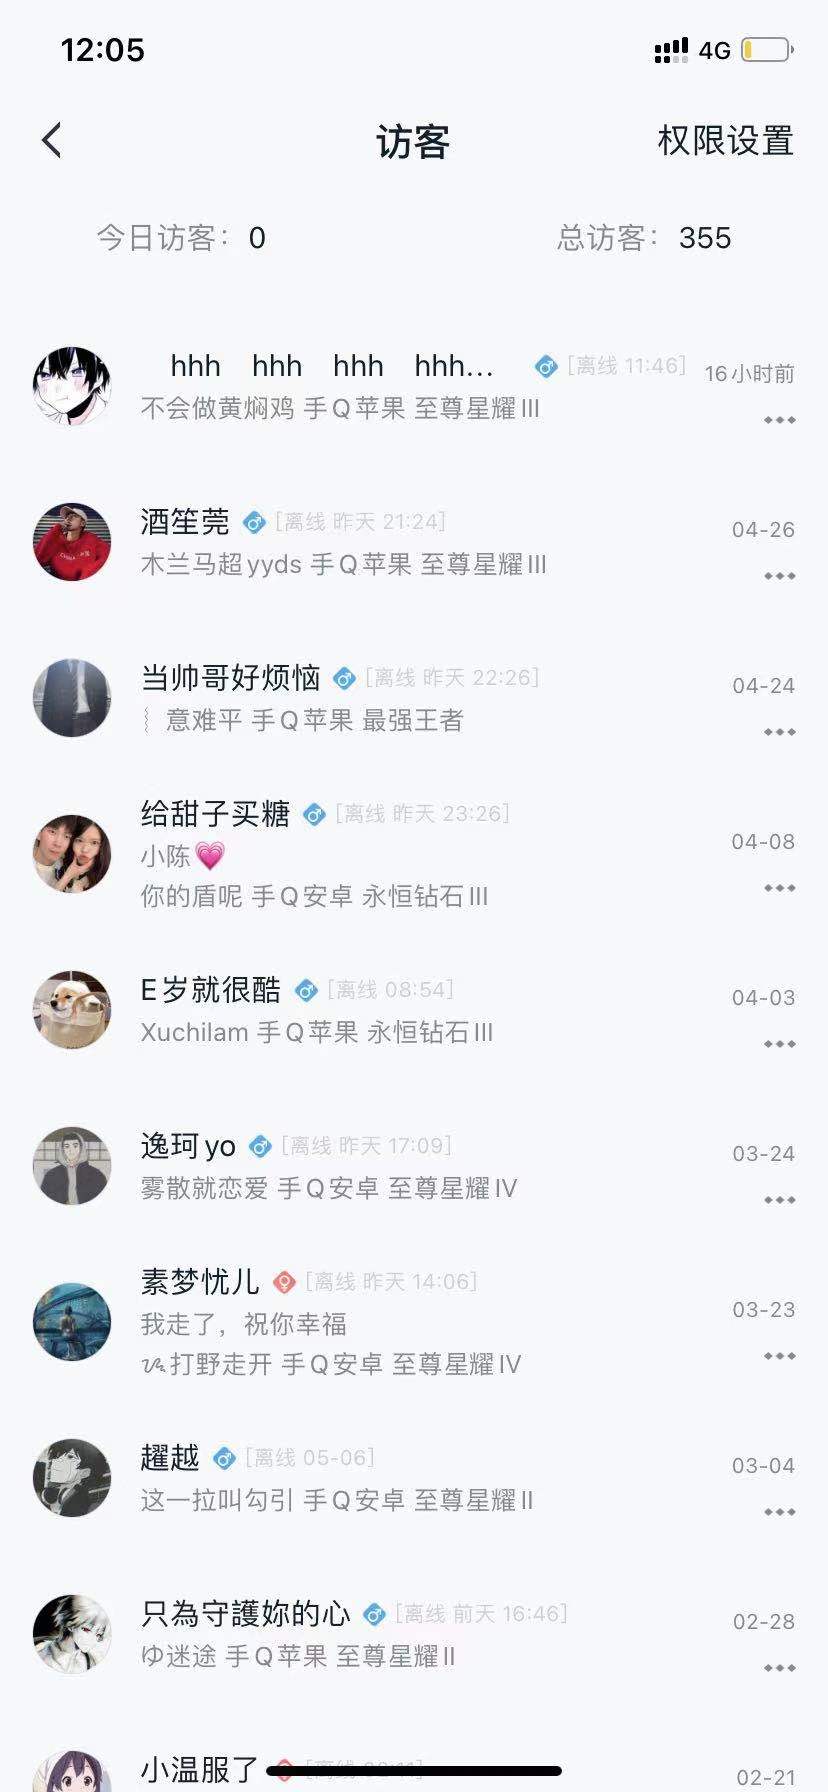 12:05
4G
访客
权限设置
今日访客：0
总访客：355
hhh hhh hhh hhh... [离线 11:46]
16小时前
不会做黄焖鸡 手Q苹果 至尊星耀III
酒笙莞 [离线 昨天 21:24]
04-26
木兰马超yyds 手Q苹果 至尊星耀III
当帅哥好烦恼 [离线 昨天 22:26]
04-24
意难平 手Q苹果 最强王者
给甜子买糖 [离线 昨天 23:26]
小陈💗
04-08
你的盾呢 手Q安卓 永恒钻石III
E岁就很酷 [离线 08:54]
04-03
Xuchilam 手Q苹果 永恒钻石III
逸珂yo [离线 昨天 17:09]
03-24
雾散就恋爱 手Q安卓 至尊星耀IV
素梦忧儿 [离线 昨天 14:06]
我走了，祝你幸福
03-23
打野走开 手Q安卓 至尊星耀IV
趯越 [离线 05-06]
03-04
这一拉叫勾引 手Q安卓 至尊星耀II
只為守護妳的心 [离线 前天 16:46]
02-28
ゆ迷途 手Q苹果 至尊星耀II
小温服了
02-21